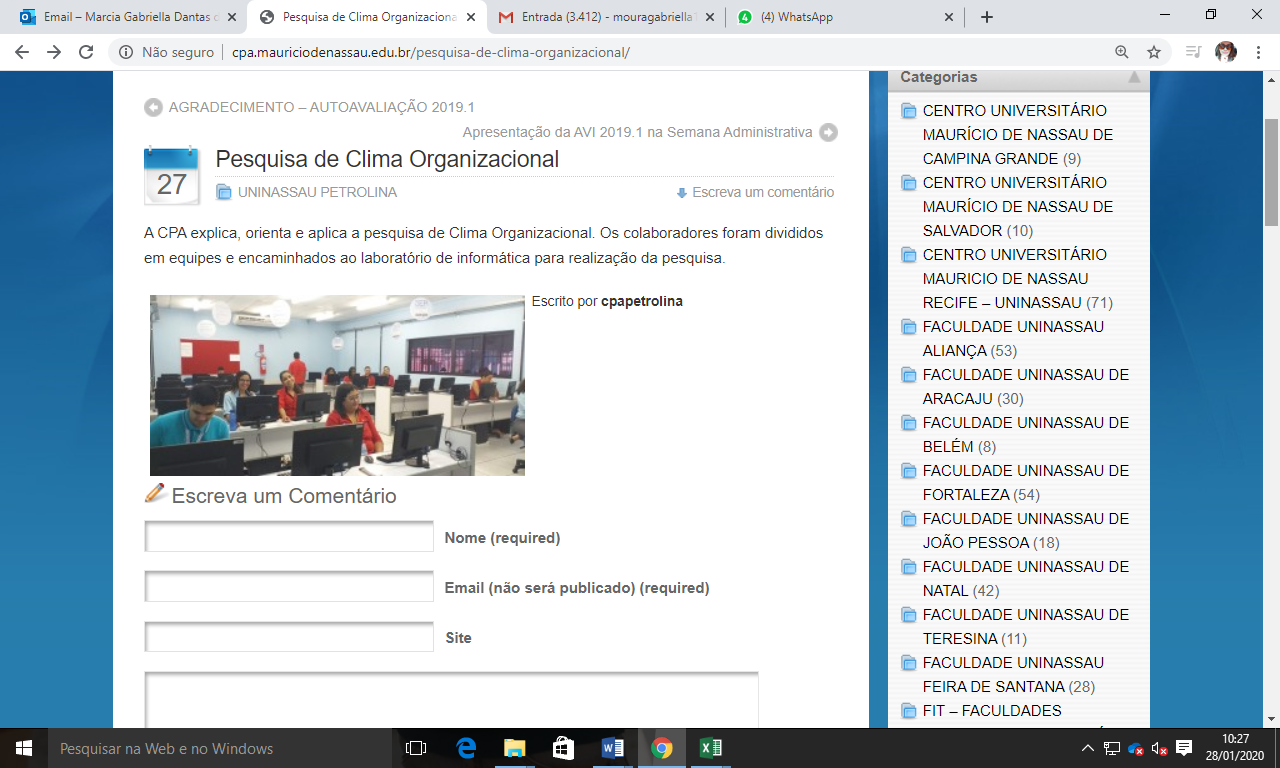 Email – Marcia Gabriella Dantas o
Pesquisa de Clima Organizaciona
Entrada (3.412) - mouragabriella
(4) WhatsApp
Não seguro
cpa.mauriciodenassau.edu.br/pesquisa-de-clima-organizacional/
AGRADECIMENTO – AUTOAVALIAÇÃO 2019.1
Apresentação da AVI 2019.1 na Semana Administrativa
27
Pesquisa de Clima Organizacional
UNINASSAU PETROLINA
Escreva um comentário
A CPA explica, orienta e aplica a pesquisa de Clima Organizacional. Os colaboradores foram divididos
em equipes e encaminhados ao laboratório de informática para realização da pesquisa.
Escrito por cpapetrolina
Escreva um Comentário
Nome (required)
Email (não será publicado) (required)
Site
Categorias
CENTRO UNIVERSITÁRIO
MAURÍCIO DE NASSAU DE
CAMPINA GRANDE (9)
CENTRO UNIVERSITÁRIO
MAURÍCIO DE NASSAU DE
SALVADOR (10)
CENTRO UNIVERSITÁRIO
MAURICIO DE NASSAU
RECIFE – UNINASSAU (71)
FACULDADE UNINASSAU
ALIANÇA (53)
FACULDADE UNINASSAU DE
ARACAJU (30)
FACULDADE UNINASSAU DE
BELÉM (8)
FACULDADE UNINASSAU DE
FORTALEZA (54)
FACULDADE UNINASSAU DE
JOÃO PESSOA (18)
FACULDADE UNINASSAU DE
NATAL (42)
FACULDADE UNINASSAU DE
TERESINA (11)
FACULDADE UNINASSAU
FEIRA DE SANTANA (28)
FIT – FACULDADES
Pesquisar na Web e no Windows
10:27
28/01/2020